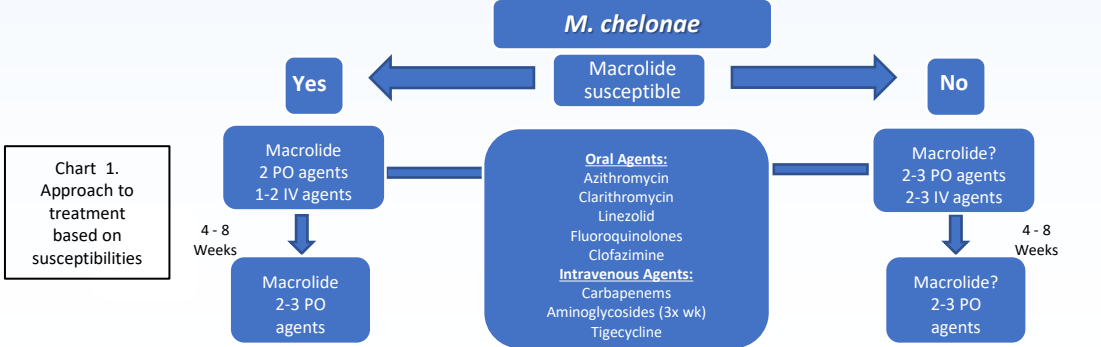 M. chelonae
Macrolide
susceptible
Yes
No
Chart 1.
Approach to
treatment
based on
susceptibilities
Macrolide
2 PO agents
1-2 IV agents
4 - 8
Weeks
Macrolide
2-3 PO
agents
Oral Agents:
Azithromycin
Clarithromycin
Linezolid
Fluoroquinolones
Clofazimine
Intravenous Agents:
Carbapenems
Aminoglycosides (3x wk)
Tigecycline
Macrolide?
2-3 PO agents
2-3 IV agents
4 - 8
Weeks
Macrolide?
2-3 PO
agents